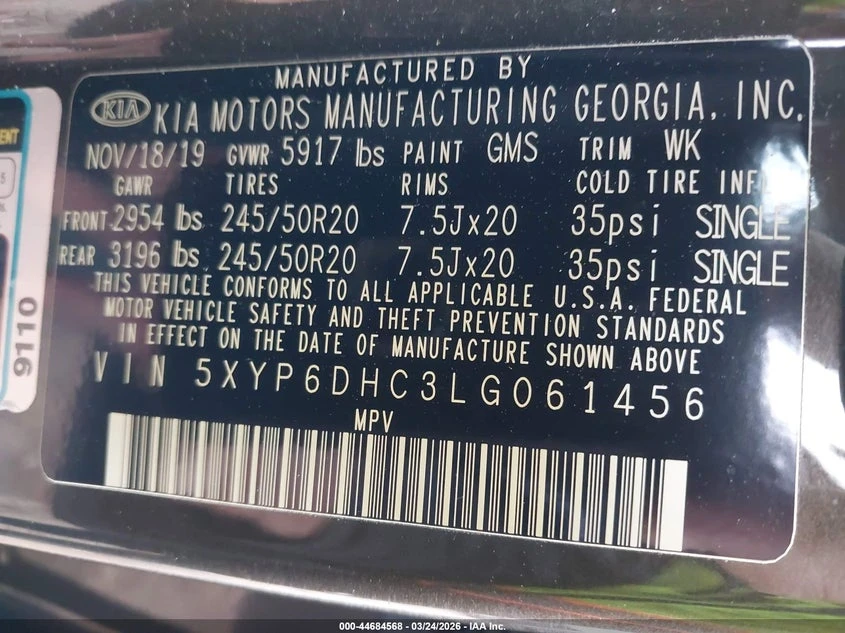 MANUFACTURED BY
KIA KIA MOTORS MANUFACTURING GEORGIA, INC.
NOV/18/19 GVWR 5917 lbs PAINT GMS TRIM WK
GAWR TIRES RIMS COLD TIRE INFL
FRONT 2954 lbs 245/50R20 7.5Jx20 35psi SINGLE
REAR 3196 lbs 245/50R20 7.5Jx20 35psi SINGLE
THIS VEHICLE CONFORMS TO ALL APPLICABLE U.S.A. FEDERAL
MOTOR VEHICLE SAFETY AND THEFT PREVENTION STANDARDS
IN EFFECT ON THE DATE OF MANUFACTURE SHOWN ABOVE
VIN 5XYP6DHC3LG061456
MPV
9110
000-44684568 - 03/24/2026 - IAA Inc.